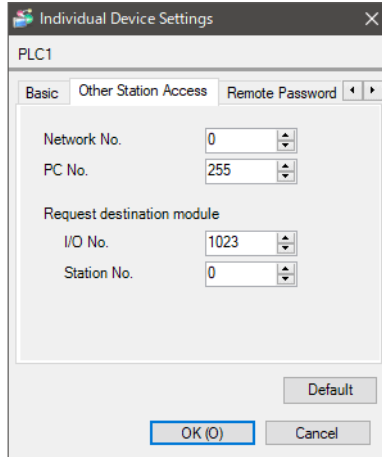 Individual Device Settings
PLC1
Basic Other Station Access Remote Password
Network No. 0
PC No. 255
Request destination module
I/O No. 1023
Station No. 0
Default
OK (O) Cancel